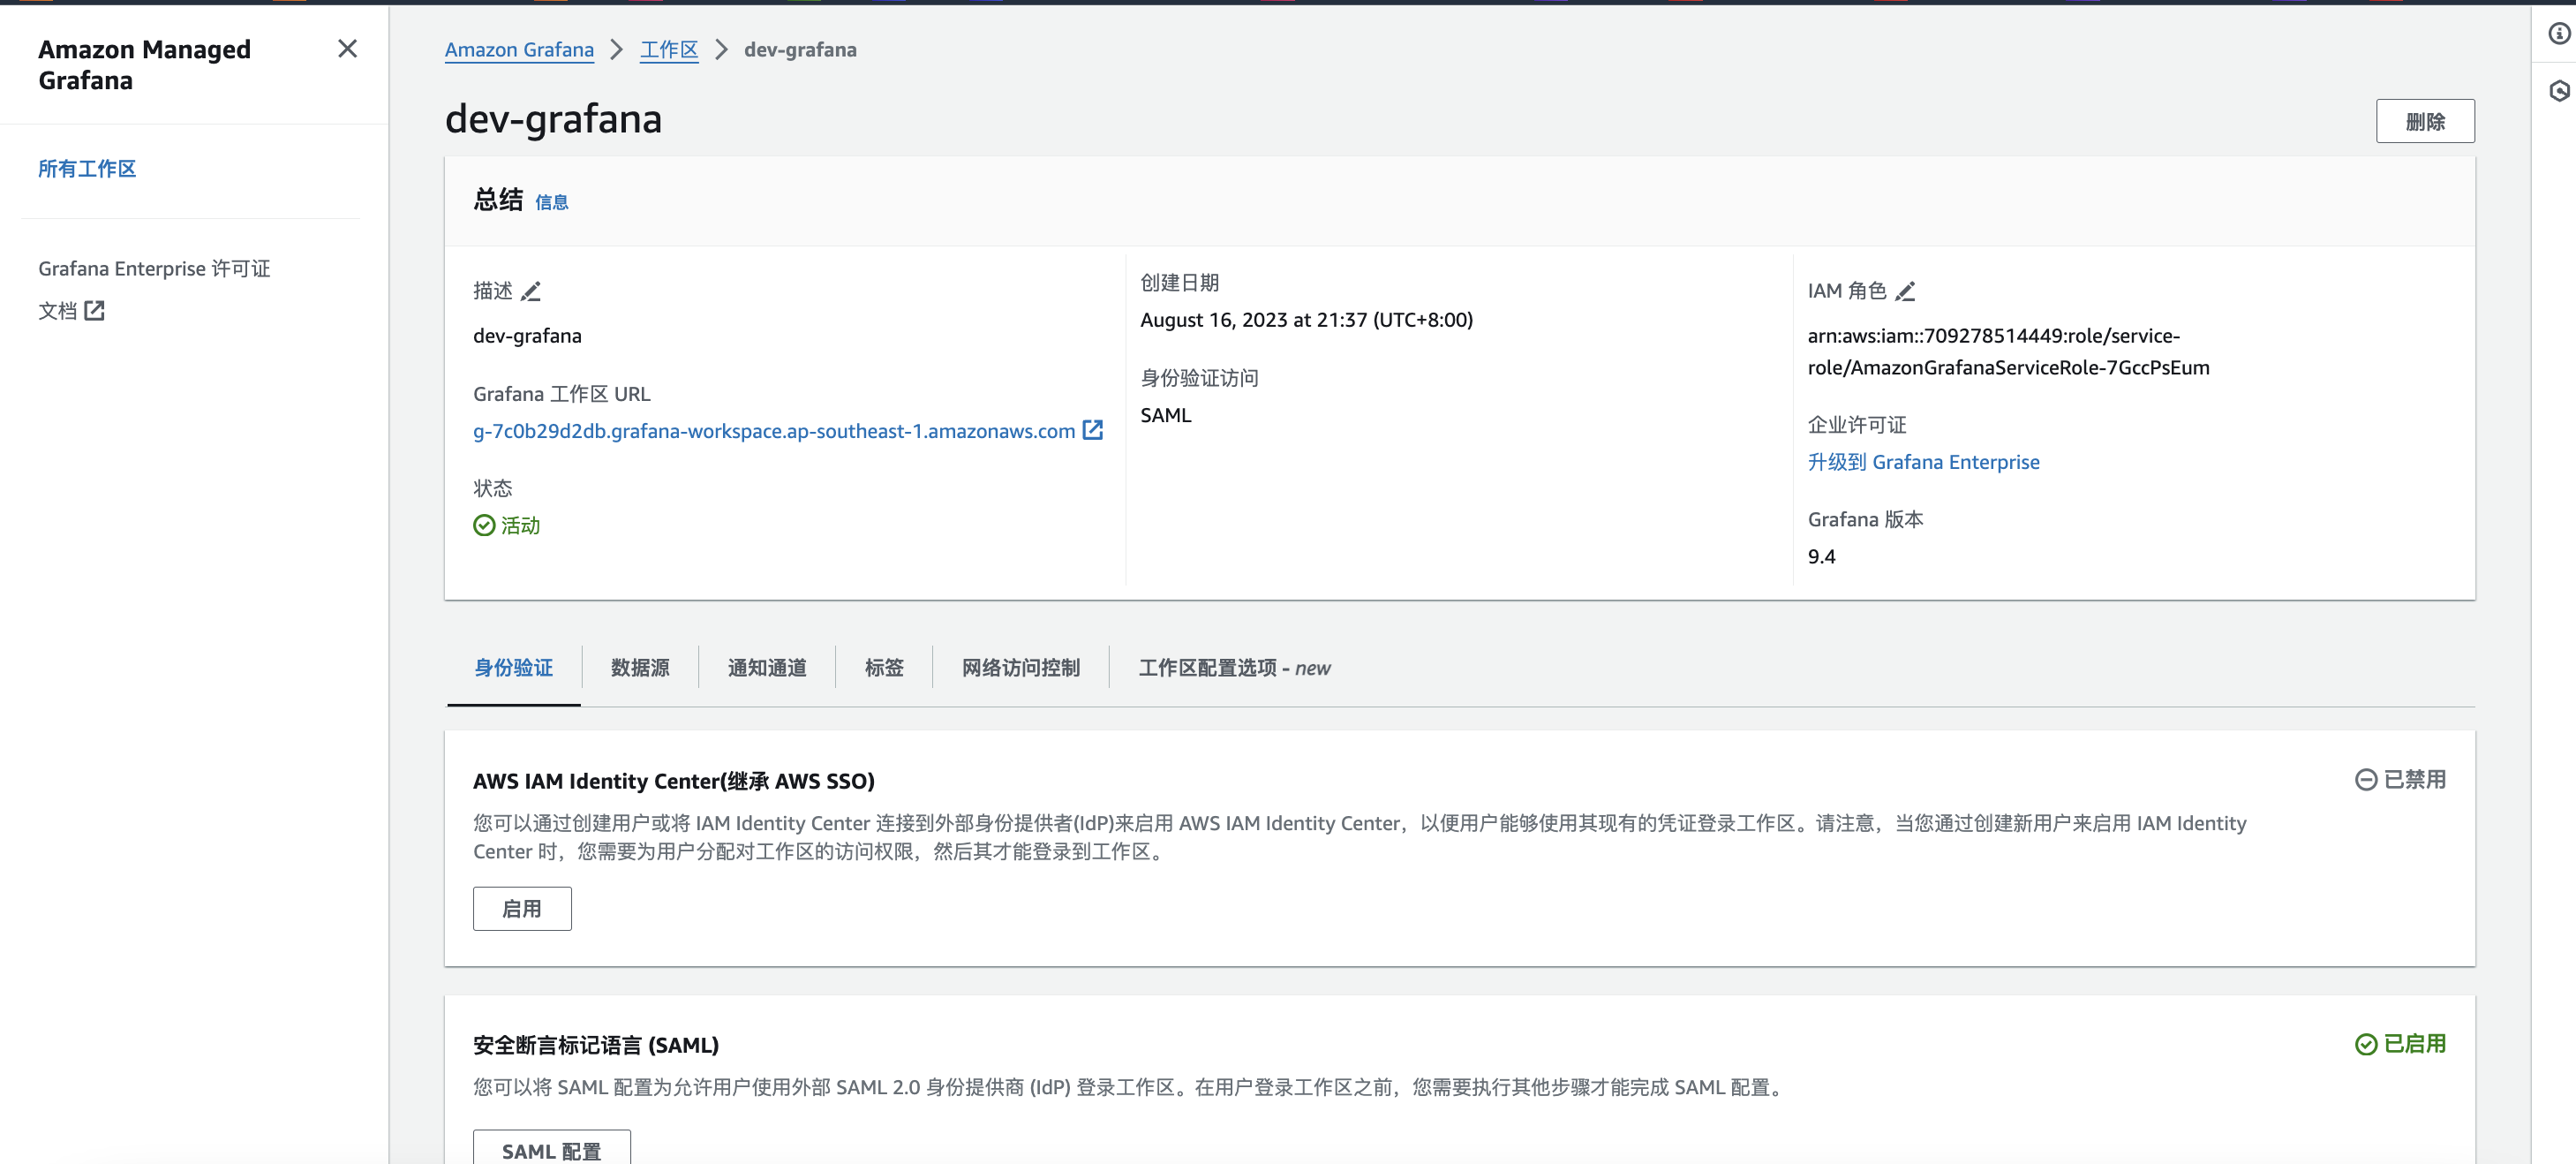 Amazon Managed
Grafana
所有工作区
Grafana Enterprise 许可证
文档
Amazon Grafana
工作区
dev-grafana
dev-grafana
删除
总结 信息
描述
dev-grafana
Grafana 工作区 URL
g-7c0b29d2db.grafana-workspace.ap-southeast-1.amazonaws.com
状态
活动
创建日期
August 16, 2023 at 21:37 (UTC+8:00)
身份验证访问
SAML
IAM 角色
arn:aws:iam::709278514449:role/service-
role/AmazonGrafanaServiceRole-7GccPsEum
企业许可证
升级到 Grafana Enterprise
Grafana 版本
9.4
身份验证
数据源
通知通道
标签
网络访问控制
工作区配置选项 - new
AWS IAM Identity Center(继承 AWS SSO)
已禁用
您可以通过创建用户或将 IAM Identity Center 连接到外部身份提供者(IdP)来启用 AWS IAM Identity Center，以便用户能够使用其现有的凭证登录工作区。请注意，当您通过创建新用户来启用 IAM Identity
Center 时，您需要为用户分配对工作区的访问权限，然后其才能登录到工作区。
启用
安全断言标记语言 (SAML)
已启用
您可以将 SAML 配置为允许用户使用外部 SAML 2.0 身份提供商 (IdP) 登录工作区。在用户登录工作区之前，您需要执行其他步骤才能完成 SAML 配置。
SAML 配置